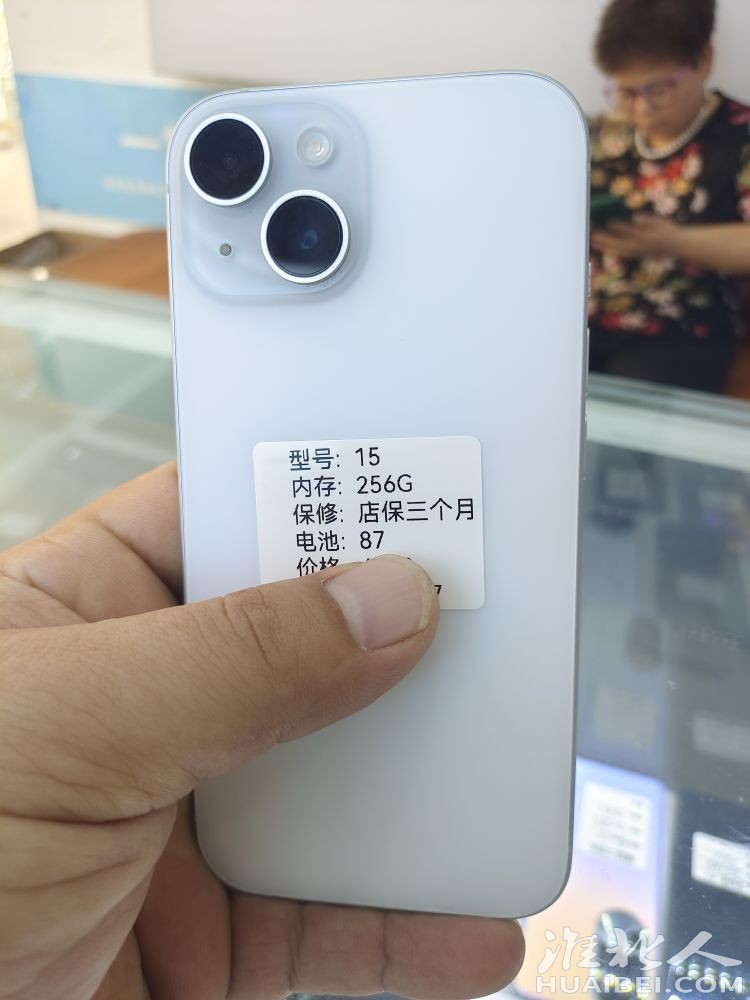 型号: 15
内存: 256G
保修: 店保三个月
电池: 87
价格
7
淮北人
HUAIBEI.COM